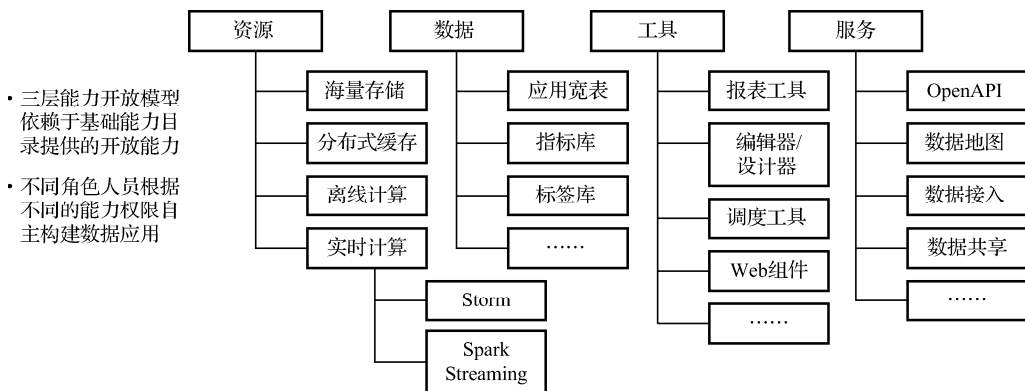 资源
数据
工具
服务
· 三层能力开放模型
依赖于基础能力目
录提供的开放能力
· 不同角色人员根据
不同的能力权限自
主构建数据应用
海量存储
分布式缓存
离线计算
实时计算
Storm
Spark
Streaming
应用宽表
指标库
标签库
……
报表工具
编辑器/
设计器
调度工具
Web组件
……
OpenAPI
数据地图
数据接入
数据共享
……